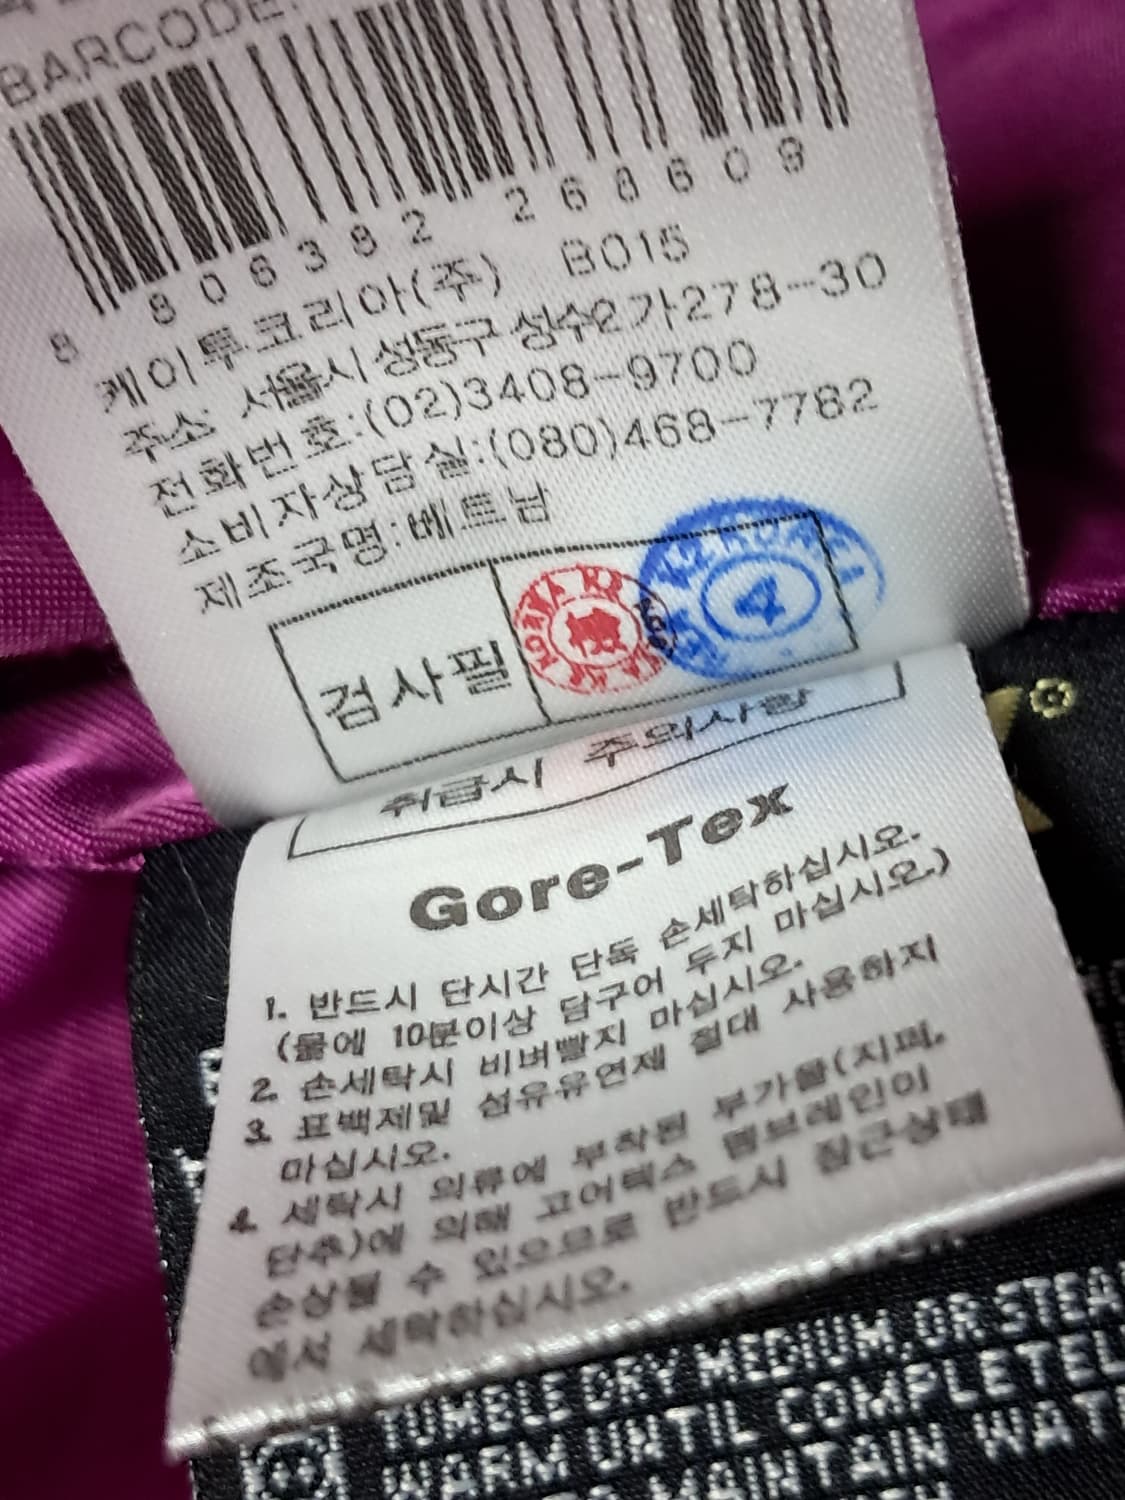 BARCODE:
8 806382 268609
케이투코리아(주) B015
주소 서울시성동구 성수2가278-30
전화번호:(02)3408-9700
소비자상담실:(080)468-7782
제조국명:베트남
검사필
檢
4
취급시 주의사항
Gore-Tex
1. 반드시 단시간 단독 손세탁하십시오.
(물에 10분이상 담구어 두지 마십시오.)
2. 손세탁시 비벼빨지 마십시오.
3. 표백제및 섬유유연제 절대 사용하지
마십시오.
4. 세탁시 의류에 부착된 부가물(지퍼,
단추)에 의해 고어텍스 멤브레인이
손상될 수 있으므로 반드시 잠근상태
에서 세탁하십시오.
TUMBLE DRY MEDIUM, OR STEA
WARM UNTIL COMPLETEL
MAINTAIN WAT